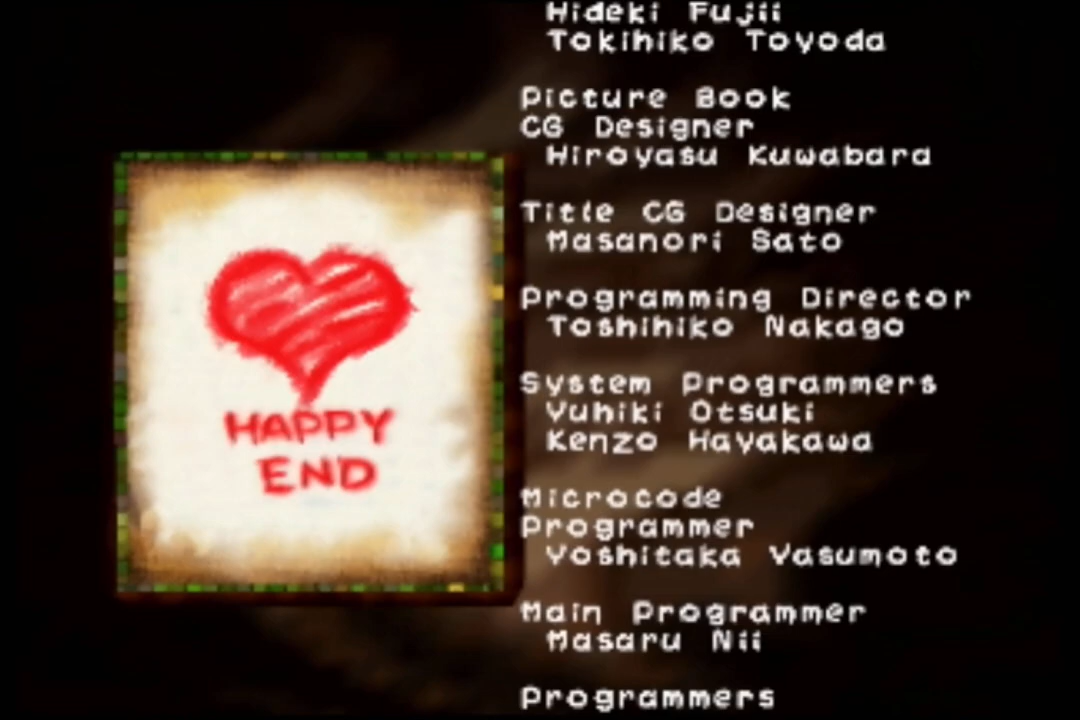 HAPPY
END
Hideki Fujii
Tokihiko Toyoda
Picture Book
CG Designer
Hiroyasu Kuwabara
Title CG Designer
Masanori Sato
Programming Director
Toshihiko Nakago
System Programmers
Yuhiki Otsuki
Kenzo Hayakawa
Microcode
Programmer
Yoshitaka Yasumoto
Main Programmer
Masaru Nii
Programmers